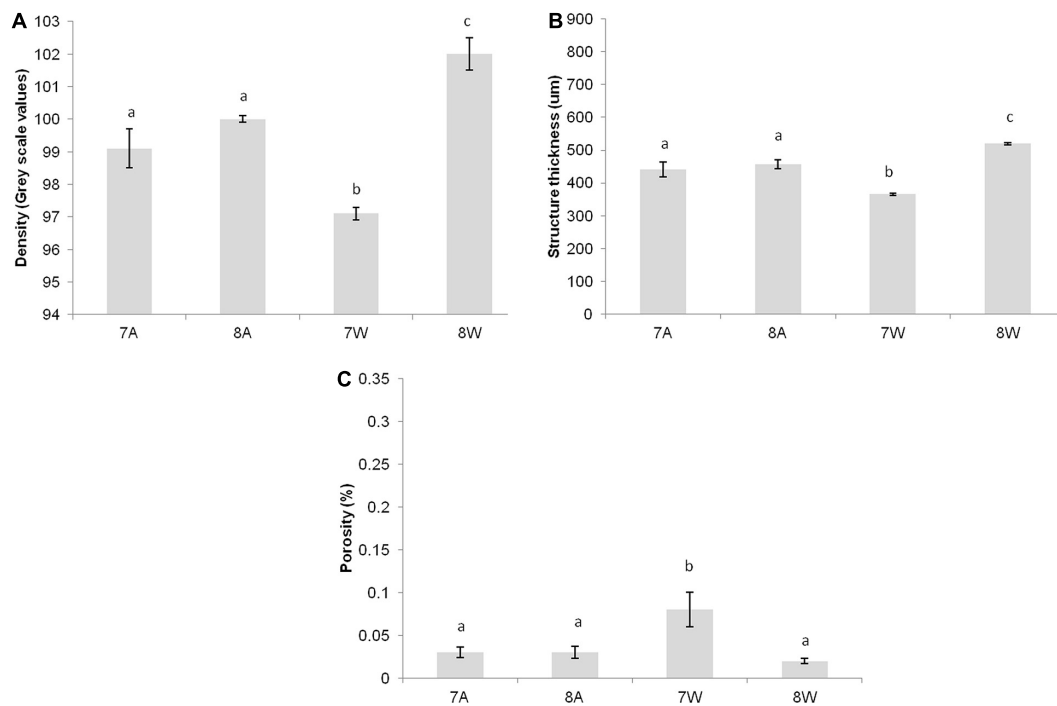 A
Density (Grey scale values)
103
102
101
100
99
98
97
96
95
94
a
a
b
c
7A 8A 7W 8W
B
Structure thickness (um)
900
800
700
600
500
400
300
200
100
0
a
a
b
c
7A 8A 7W 8W
C
Porosity (%)
0.35
0.3
0.25
0.2
0.15
0.1
0.05
0
a
a
b
a
7A 8A 7W 8W